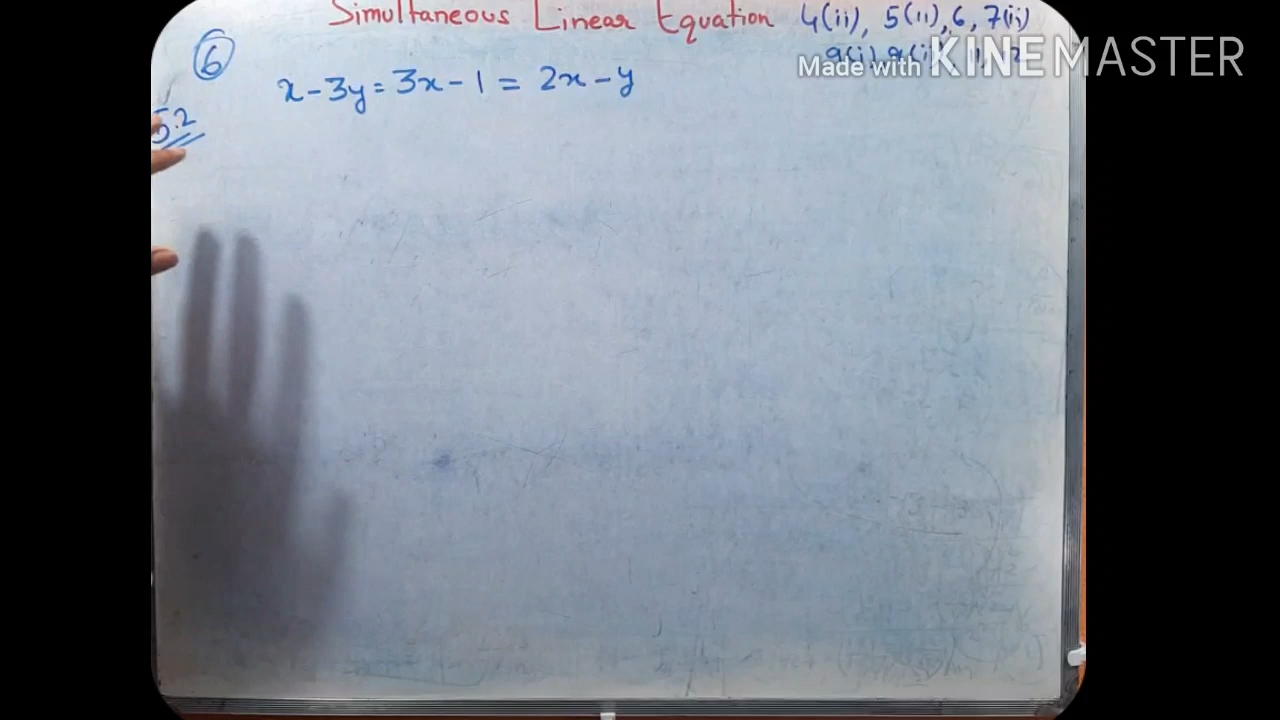 Simultaneous Linear Equation 4(ii), 5(ii), 6, 7(ii)
9(i)
Made with KINEMASTER
6
x-3y=3x-1=2x-y
5.2